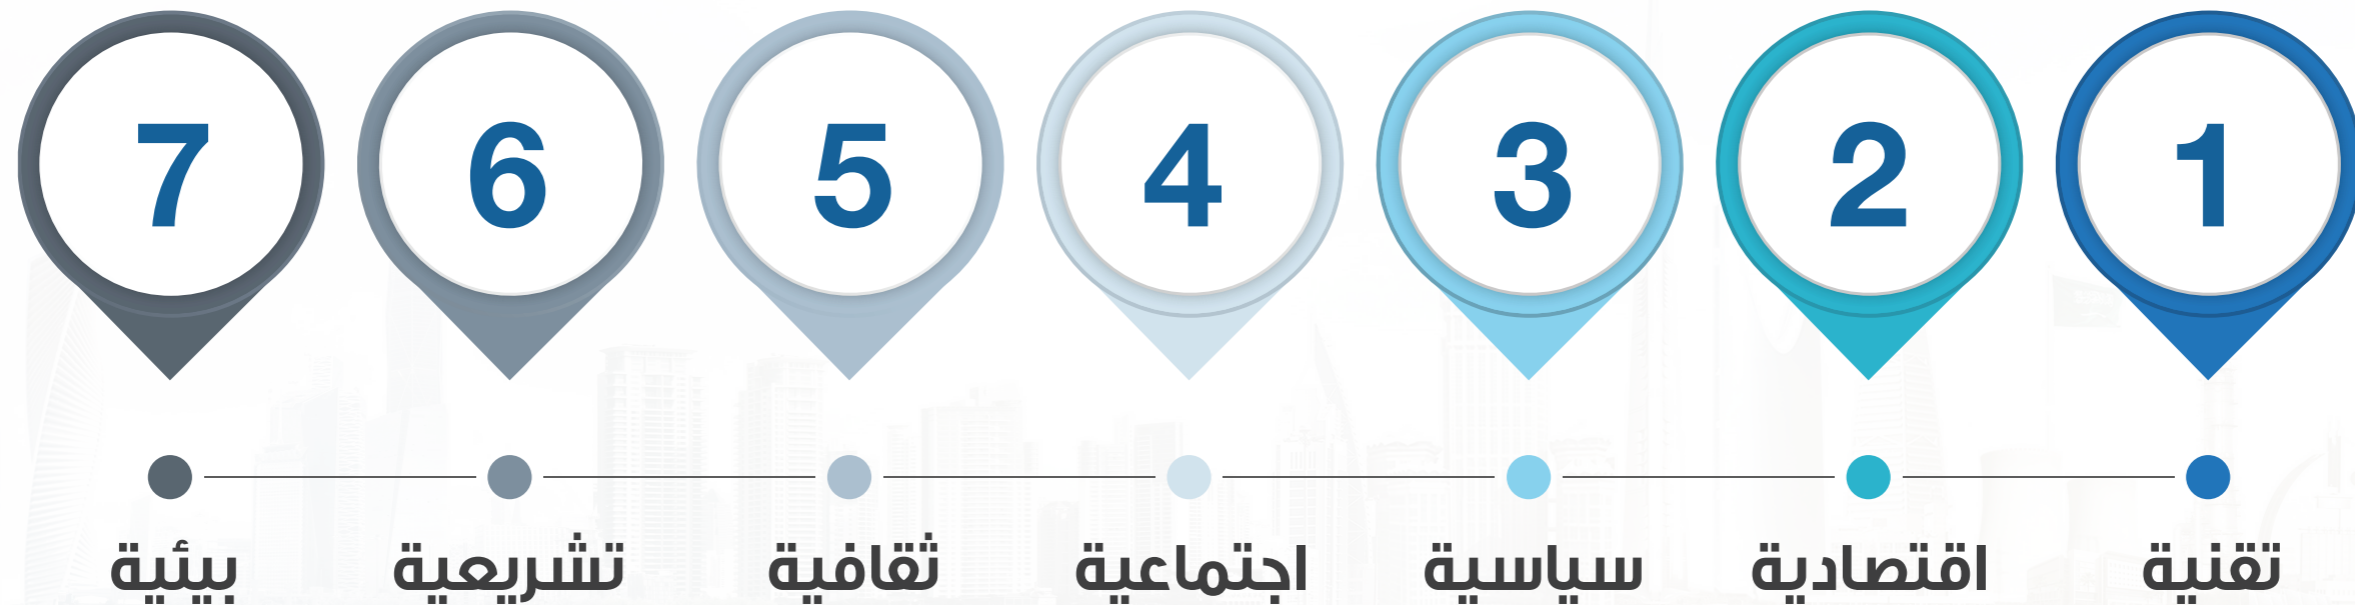 1 2 3 4 5 6 7
تقنية اقتصادية سياسية اجتماعية ثقافية تشريعية بيئية